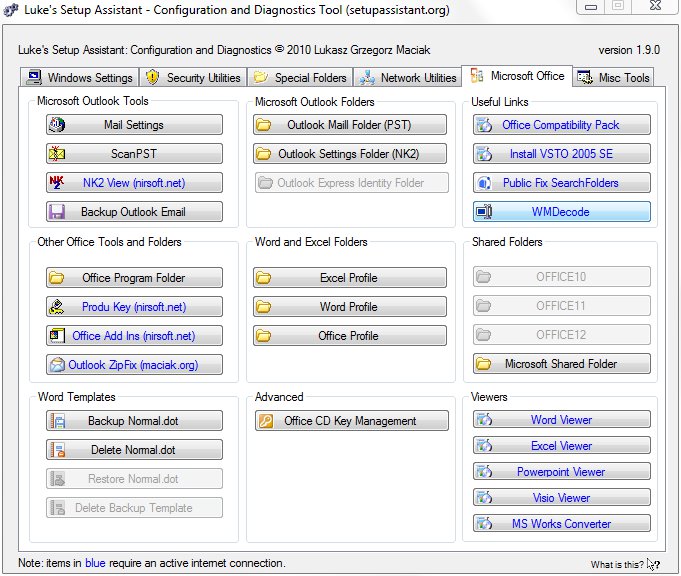 Luke's Setup Assistant - Configuration and Diagnostics Tool (setupassistant.org)
Luke's Setup Assistant: Configuration and Diagnostics © 2010 Lukasz Grzegorz Maciak
version 1.9.0
Windows Settings
Security Utilities
Special Folders
Network Utilities
Microsoft Office
Misc Tools
Microsoft Outlook Tools
Mail Settings
ScanPST
NK2 View (nirsoft.net)
Backup Outlook Email
Microsoft Outlook Folders
Outlook Maill Folder (PST)
Outlook Settings Folder (NK2)
Outlook Express Identity Folder
Useful Links
Office Compatibility Pack
Install VSTO 2005 SE
Public Fix SearchFolders
WMDecode
Other Office Tools and Folders
Office Program Folder
Produ Key (nirsoft.net)
Office Add Ins (nirsoft.net)
Outlook ZipFix (maciak.org)
Word and Excel Folders
Excel Profile
Word Profile
Office Profile
Shared Folders
OFFICE10
OFFICE11
OFFICE12
Microsoft Shared Folder
Word Templates
Backup Normal.dot
Delete Normal.dot
Restore Normal.dot
Delete Backup Template
Advanced
Office CD Key Management
Viewers
Word Viewer
Excel Viewer
Powerpoint Viewer
Visio Viewer
MS Works Converter
Note: items in blue require an active internet connection.
What is this? ?